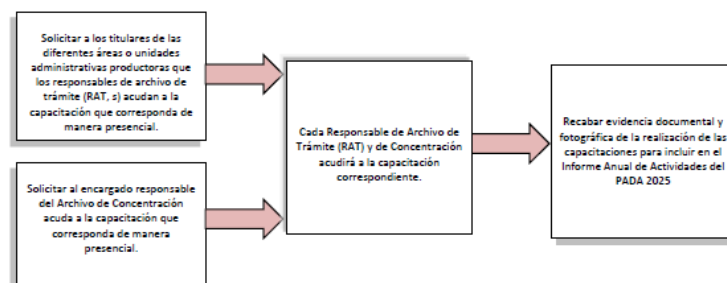 Solicitar a los titulares de las
diferentes áreas o unidades
administrativas productoras que
los responsables de archivo de
trámite (RAT, s) acudan a la
capacitación que corresponda de
manera presencial.
Solicitar al encargado responsable
del Archivo de Concentración
acuda a la capacitación que
corresponda de manera
presencial.
Cada Responsable de Archivo de
Trámite (RAT) y de Concentración
acudirá a la capacitación
correspondiente.
Recabar evidencia documental y
fotográfica de la realización de las
capacitaciones para incluir en el
Informe Anual de Actividades del
PADA 2025